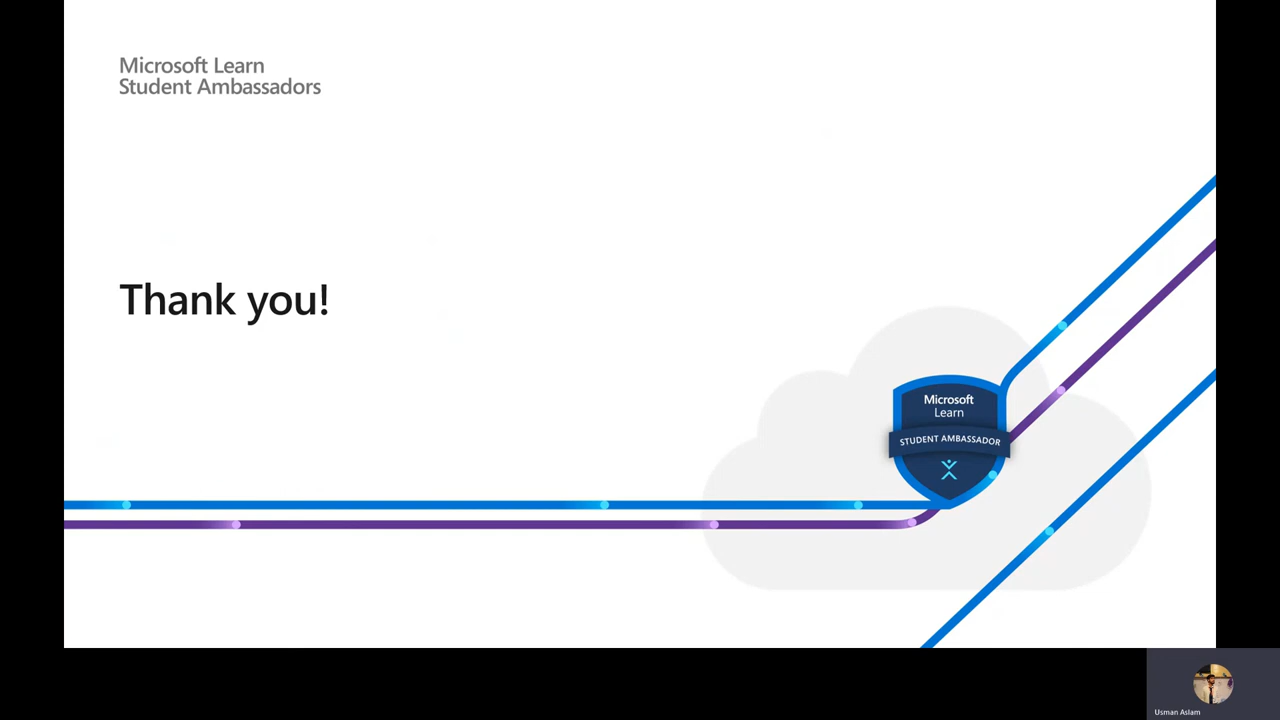 Microsoft Learn
Student Ambassadors
Thank you!
Microsoft
Learn
STUDENT AMBASSADOR
Usman Aslam